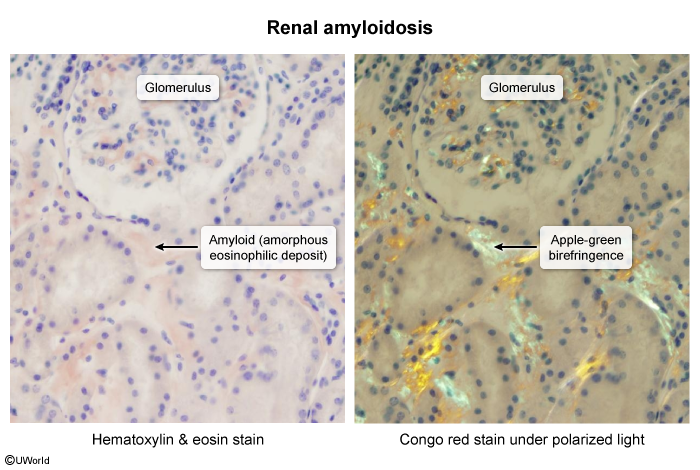 Renal amyloidosis
Glomerulus
Amyloid (amorphous
eosinophilic deposit)
Glomerulus
Apple-green
birefringence
Hematoxylin & eosin stain
Congo red stain under polarized light
©UWorld